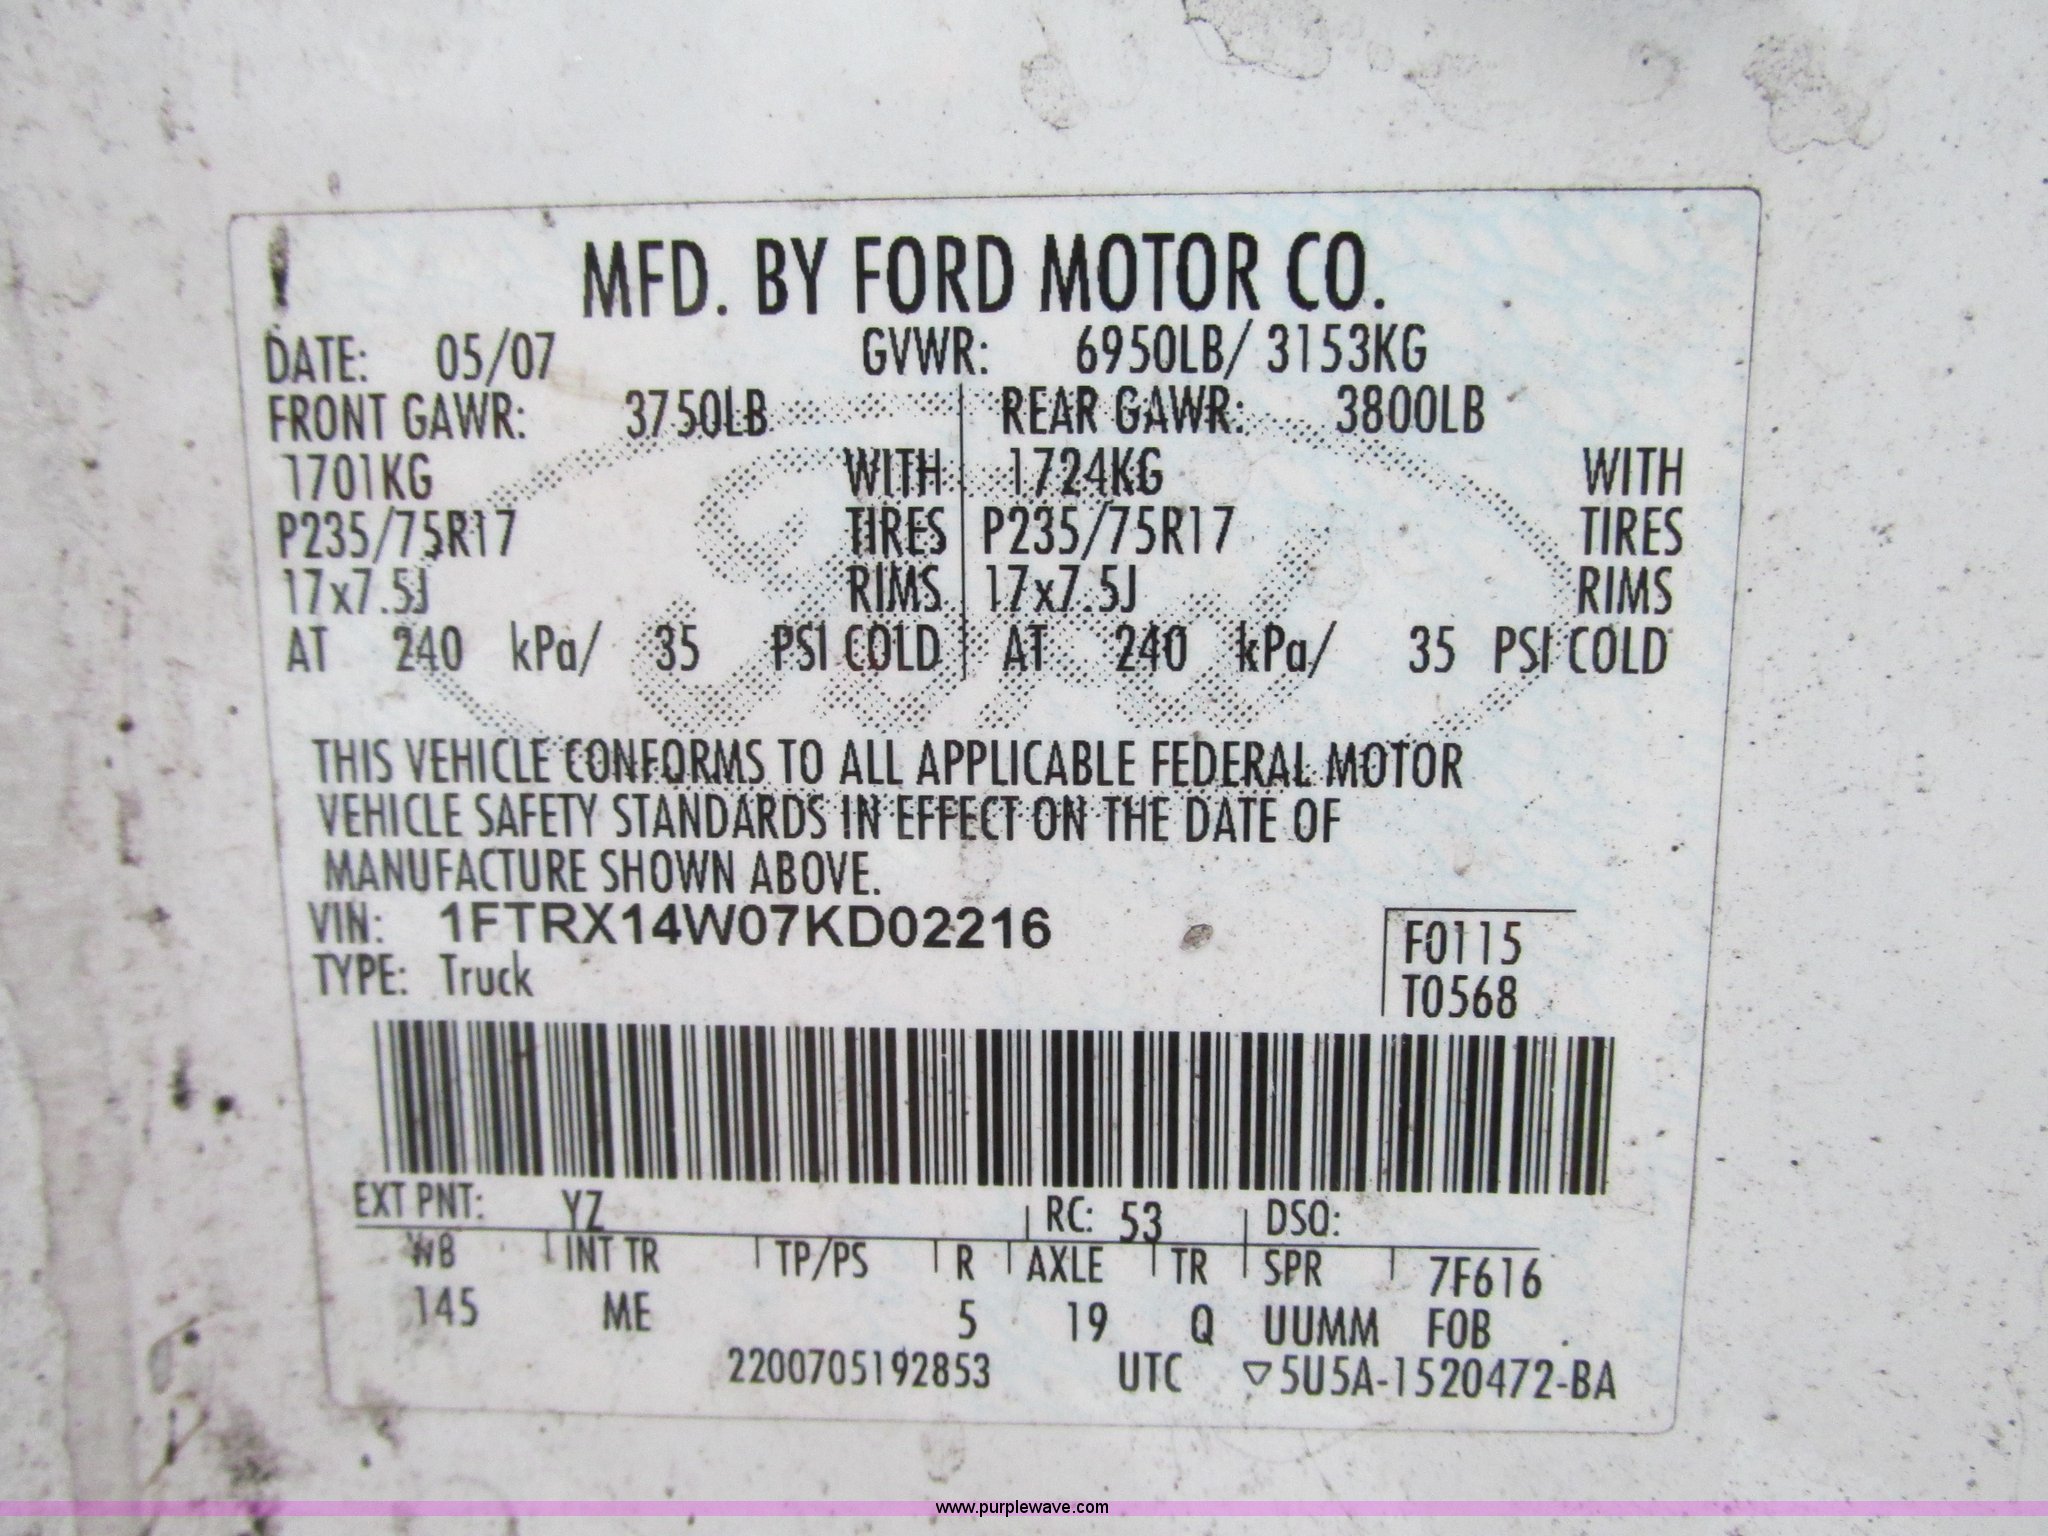 MFD. BY FORD MOTOR CO.
DATE: 05/07 GVWR: 6950LB/ 3153KG
FRONT GAWR: 3750LB REAR GAWR: 3800LB
1701KG WITH 1724KG WITH
P235/75R17 TIRES P235/75R17 TIRES
17x7.5J RIMS 17x7.5J RIMS
AT 240 kPa/ 35 PSI COLD AT 240 kPa/ 35 PSI COLD
THIS VEHICLE CONFORMS TO ALL APPLICABLE FEDERAL MOTOR
VEHICLE SAFETY STANDARDS IN EFFECT ON THE DATE OF
MANUFACTURE SHOWN ABOVE.
VIN: 1FTRX14W07KD02216 F0115
TYPE: Truck T0568
EXT PNT: YZ RC: 53 DSO:
WB INT TR TP/PS R AXLE TR SPR 7F616
145 ME 5 19 Q UUMM FOB
2200705192853 UTC ▽5U5A-1520472-BA
www.purplewave.com